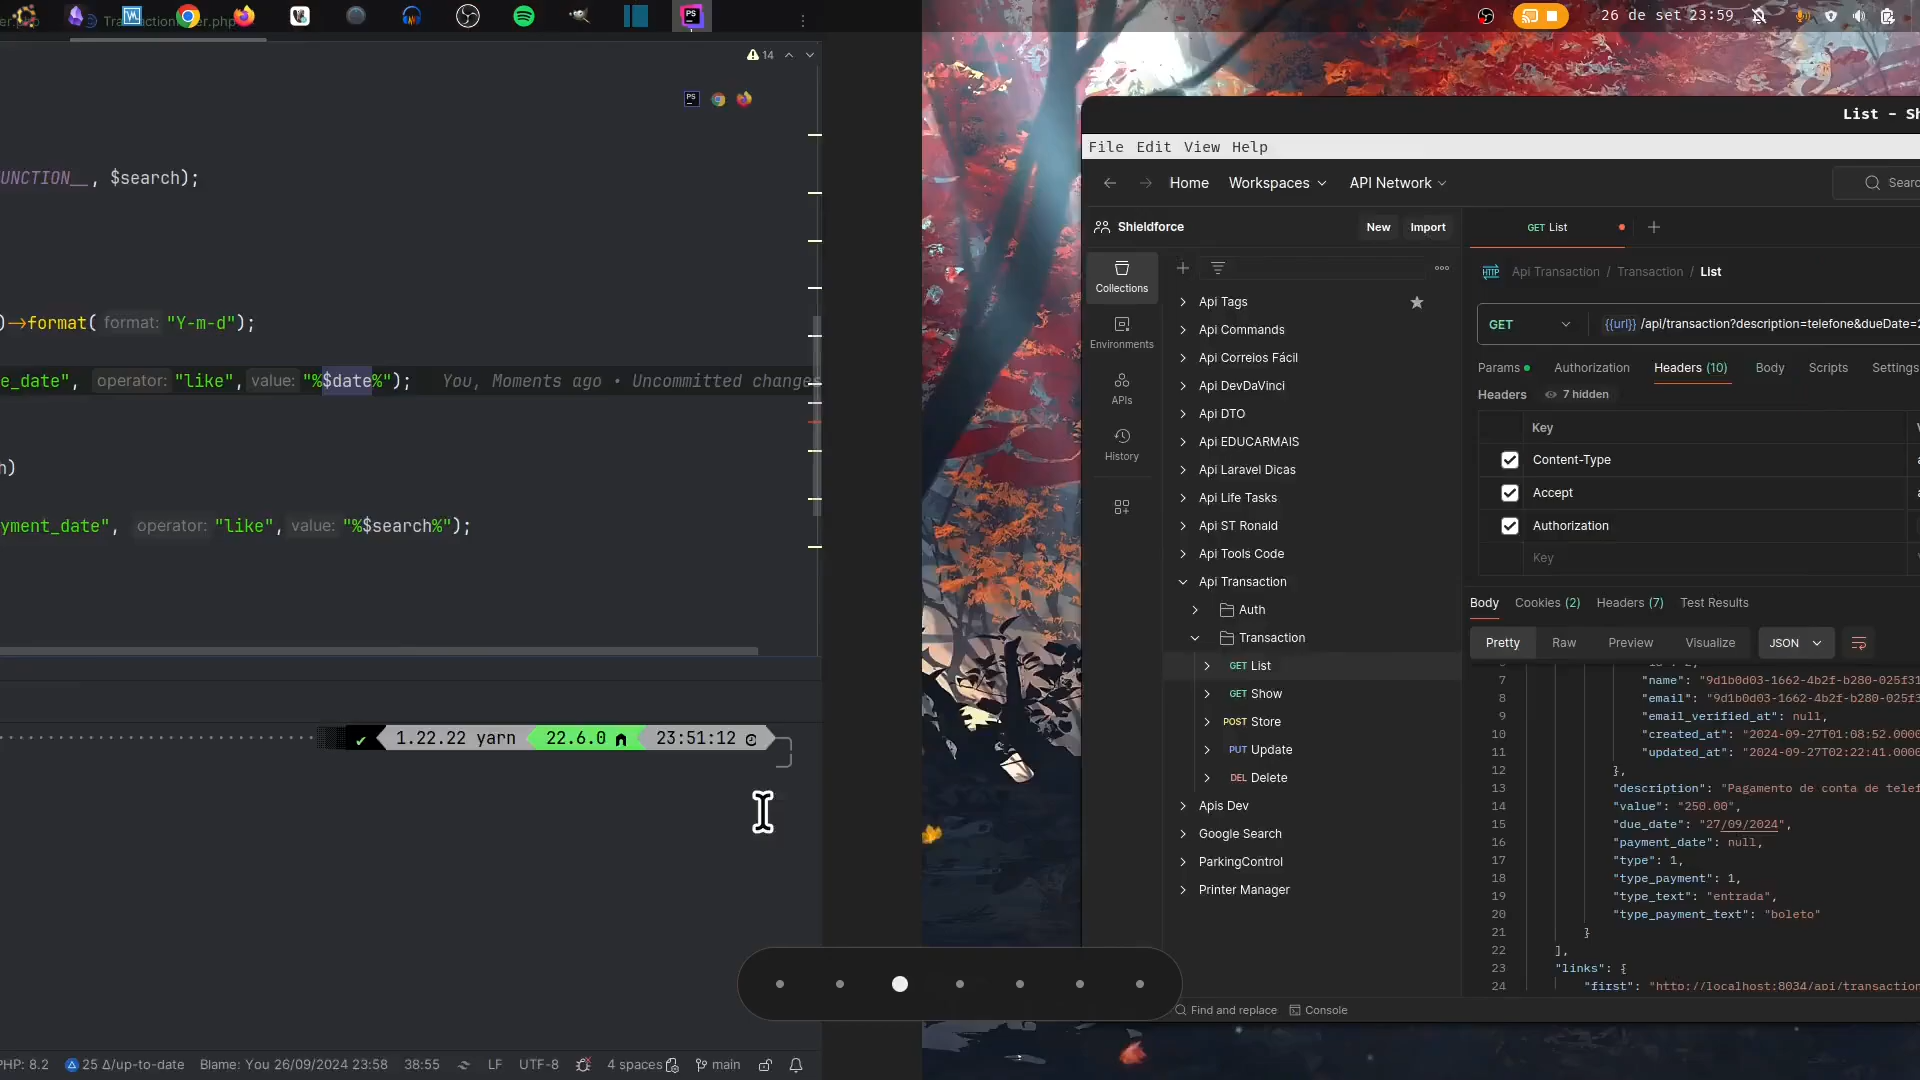 TransactionFilter.php
26 de set 23:59
14
UNCTION__, $search);
)->format( format: "Y-m-d");
e_date", operator: "like", value: "%$date%"); You, Moments ago • Uncommitted changes
h)
yment_date", operator: "like", value: "%$search%");
✔ 1.22.22 yarn 22.6.0 23:51:12
PHP: 8.2 25 Δ/up-to-date Blame: You 26/09/2024 23:58 38:55 LF UTF-8 4 spaces main
List - Sh
File Edit View Help
Home Workspaces API Network Searc
Shieldforce New Import
Collections
Environments
APIs
History
Api Tags
Api Commands
Api Correios Fácil
Api DevDaVinci
Api DTO
Api EDUCARMAIS
Api Laravel Dicas
Api Life Tasks
Api ST Ronald
Api Tools Code
Api Transaction
Auth
Transaction
GET List
GET Show
POST Store
PUT Update
DEL Delete
Apis Dev
Google Search
ParkingControl
Printer Manager
GET List
HTTP Api Transaction / Transaction / List
GET {{url}} /api/transaction?description=telefone&dueDate=2
Params Authorization Headers (10) Body Scripts Settings
Headers 7 hidden
Key
Content-Type
Accept
Authorization
Key
Body Cookies (2) Headers (7) Test Results
Pretty Raw Preview Visualize JSON
7 "name": "9d1b0d03-1662-4b2f-b280-025f31
8 "email": "9d1b0d03-1662-4b2f-b280-025f3
9 "email_verified_at": null,
10 "created_at": "2024-09-27T01:08:52.0000
11 "updated_at": "2024-09-27T02:22:41.0000
12 },
13 "description": "Pagamento de conta de telef
14 "value": "250.00",
15 "due_date": "27/09/2024",
16 "payment_date": null,
17 "type": 1,
18 "type_payment": 1,
19 "type_text": "entrada",
20 "type_payment_text": "boleto"
21 }
22 ],
23 "links": {
24 "first": "http://localhost:8034/api/transaction
Find and replace Console